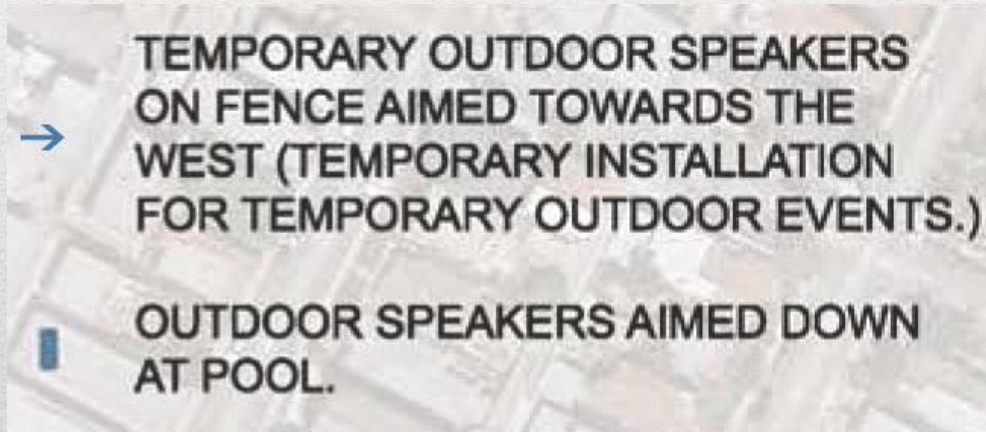 TEMPORARY OUTDOOR SPEAKERS
ON FENCE AIMED TOWARDS THE
WEST (TEMPORARY INSTALLATION
FOR TEMPORARY OUTDOOR EVENTS.)
OUTDOOR SPEAKERS AIMED DOWN
AT POOL.